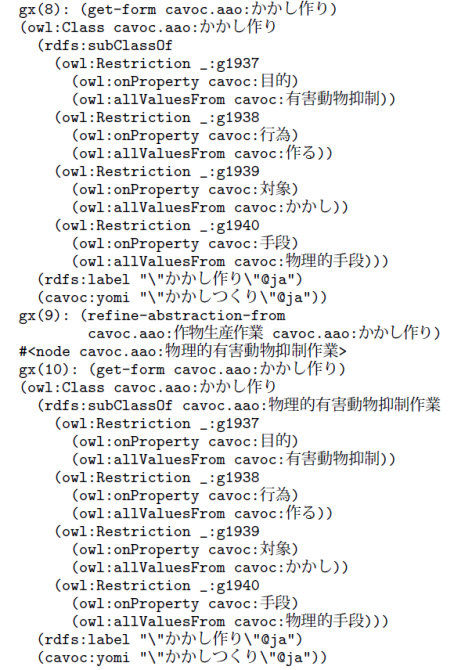 gx(8): (get-form cavoc.aao:かかし作り)
(owl:Class cavoc.aao:かかし作り
  (rdfs:subClassOf
    (owl:Restriction _:g1937
      (owl:onProperty cavoc:目的)
      (owl:allValuesFrom cavoc:有害動物抑制))
    (owl:Restriction _:g1938
      (owl:onProperty cavoc:行為)
      (owl:allValuesFrom cavoc:作る))
    (owl:Restriction _:g1939
      (owl:onProperty cavoc:対象)
      (owl:allValuesFrom cavoc:かかし))
    (owl:Restriction _:g1940
      (owl:onProperty cavoc:手段)
      (owl:allValuesFrom cavoc:物理的手段)))
  (rdfs:label "\"かかし作り\"@ja")
  (cavoc:yomi "\"かかしつくり\"@ja"))
gx(9): (refine-abstraction-from
        cavoc.aao:作物生産作業 cavoc.aao:かかし作り)
#<node cavoc.aao:物理的有害動物抑制作業>
gx(10): (get-form cavoc.aao:かかし作り)
(owl:Class cavoc.aao:かかし作り
  (rdfs:subClassOf cavoc.aao:物理的有害動物抑制作業
    (owl:Restriction _:g1937
      (owl:onProperty cavoc:目的)
      (owl:allValuesFrom cavoc:有害動物抑制))
    (owl:Restriction _:g1938
      (owl:onProperty cavoc:行為)
      (owl:allValuesFrom cavoc:作る))
    (owl:Restriction _:g1939
      (owl:onProperty cavoc:対象)
      (owl:allValuesFrom cavoc:かかし))
    (owl:Restriction _:g1940
      (owl:onProperty cavoc:手段)
      (owl:allValuesFrom cavoc:物理的手段)))
  (rdfs:label "\"かかし作り\"@ja")
  (cavoc:yomi "\"かかしつくり\"@ja"))